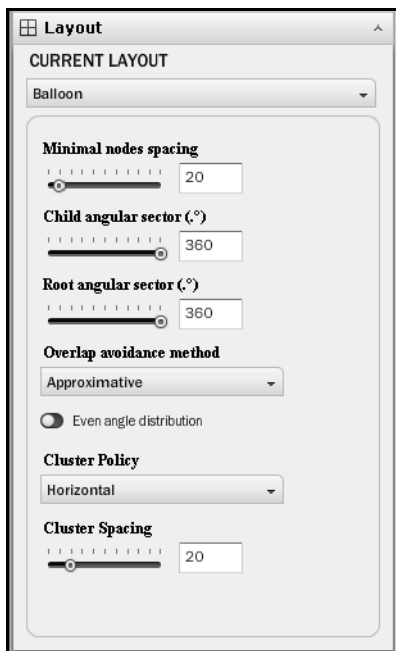 Layout
CURRENT LAYOUT
Balloon
Minimal nodes spacing
20
Child angular sector (.°)
360
Root angular sector (.°)
360
Overlap avoidance method
Approximative
Even angle distribution
Cluster Policy
Horizontal
Cluster Spacing
20